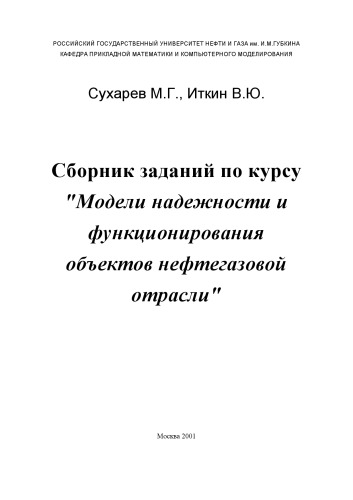 РОССИЙСКИЙ ГОСУДАРСТВЕННЫЙ УНИВЕРСИТЕТ НЕФТИ И ГАЗА им. И.М.ГУБКИНА
КАФЕДРА ПРИКЛАДНОЙ МАТЕМАТИКИ И КОМПЬЮТЕРНОГО МОДЕЛИРОВАНИЯ
Сухарев М.Г., Иткин В.Ю.
Сборник заданий по курсу
"Модели надежности и
функционирования
объектов нефтегазовой
отрасли"
Москва 2001